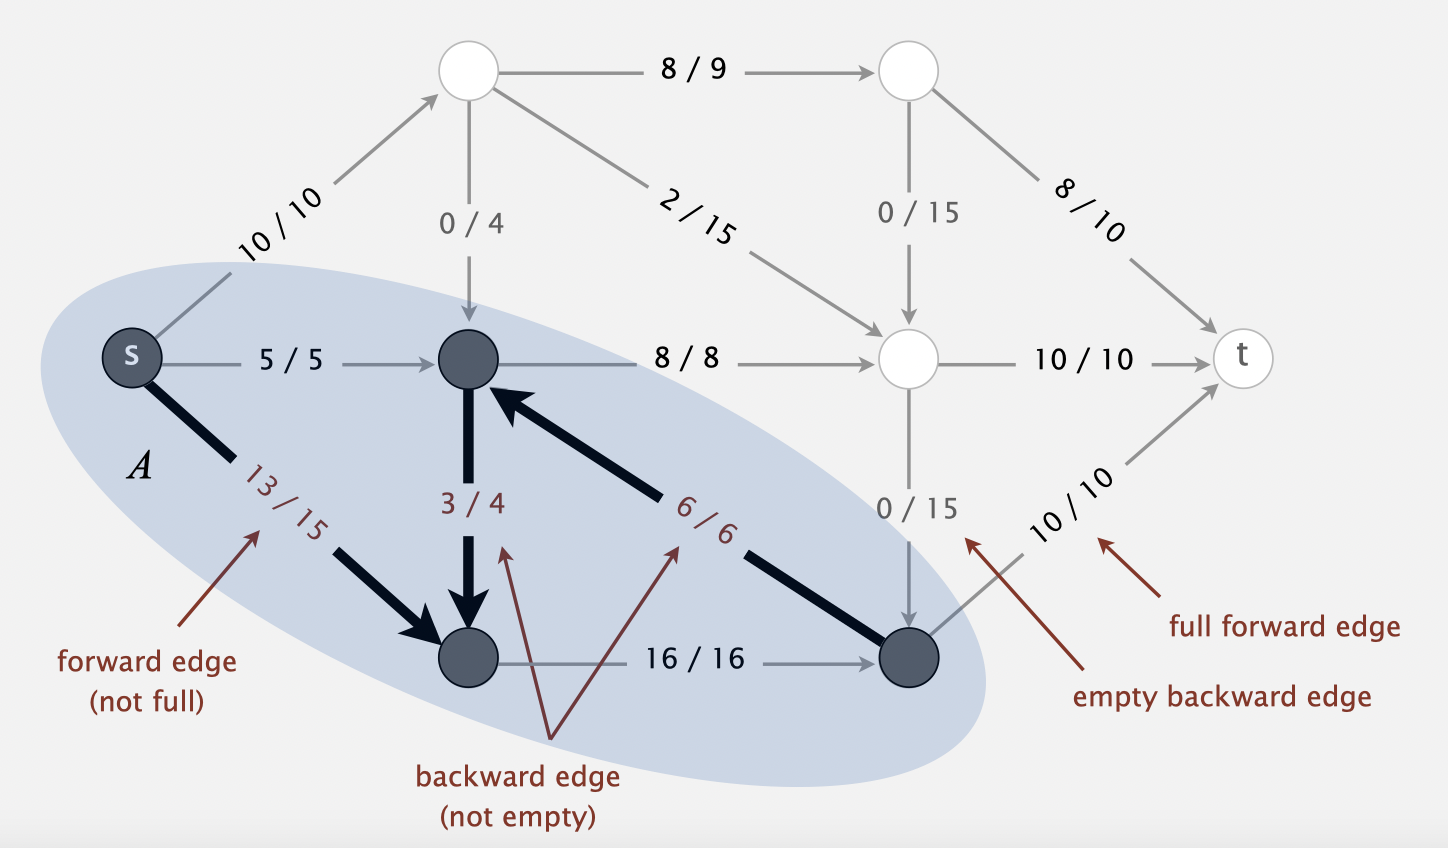 8 / 9
10 / 10
0 / 4
2 / 15
0 / 15
8 / 10
s
5 / 5
8 / 8
10 / 10
t
A
13 / 15
3 / 4
6 / 6
0 / 15
10 / 10
full forward edge
forward edge
(not full)
16 / 16
empty backward edge
backward edge
(not empty)